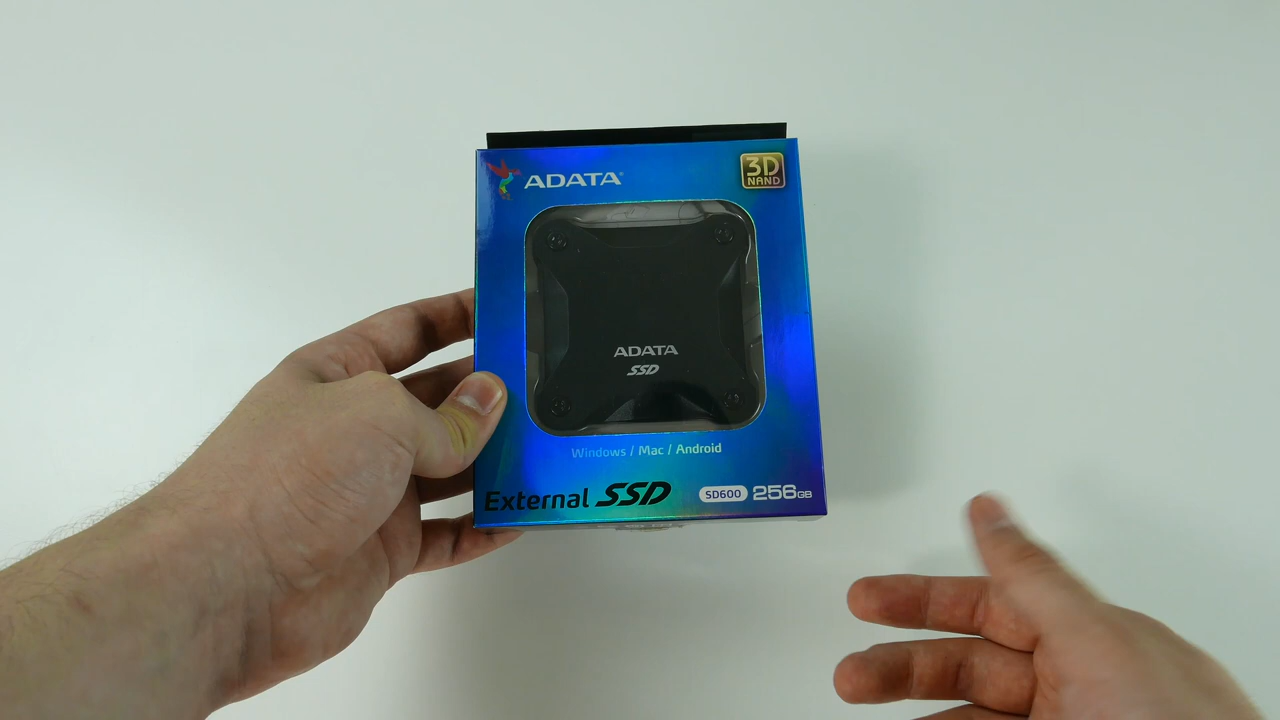 ADATA®
3D
NAND
ADATA
SSD
Windows / Mac / Android
External SSD
SD600 256GB